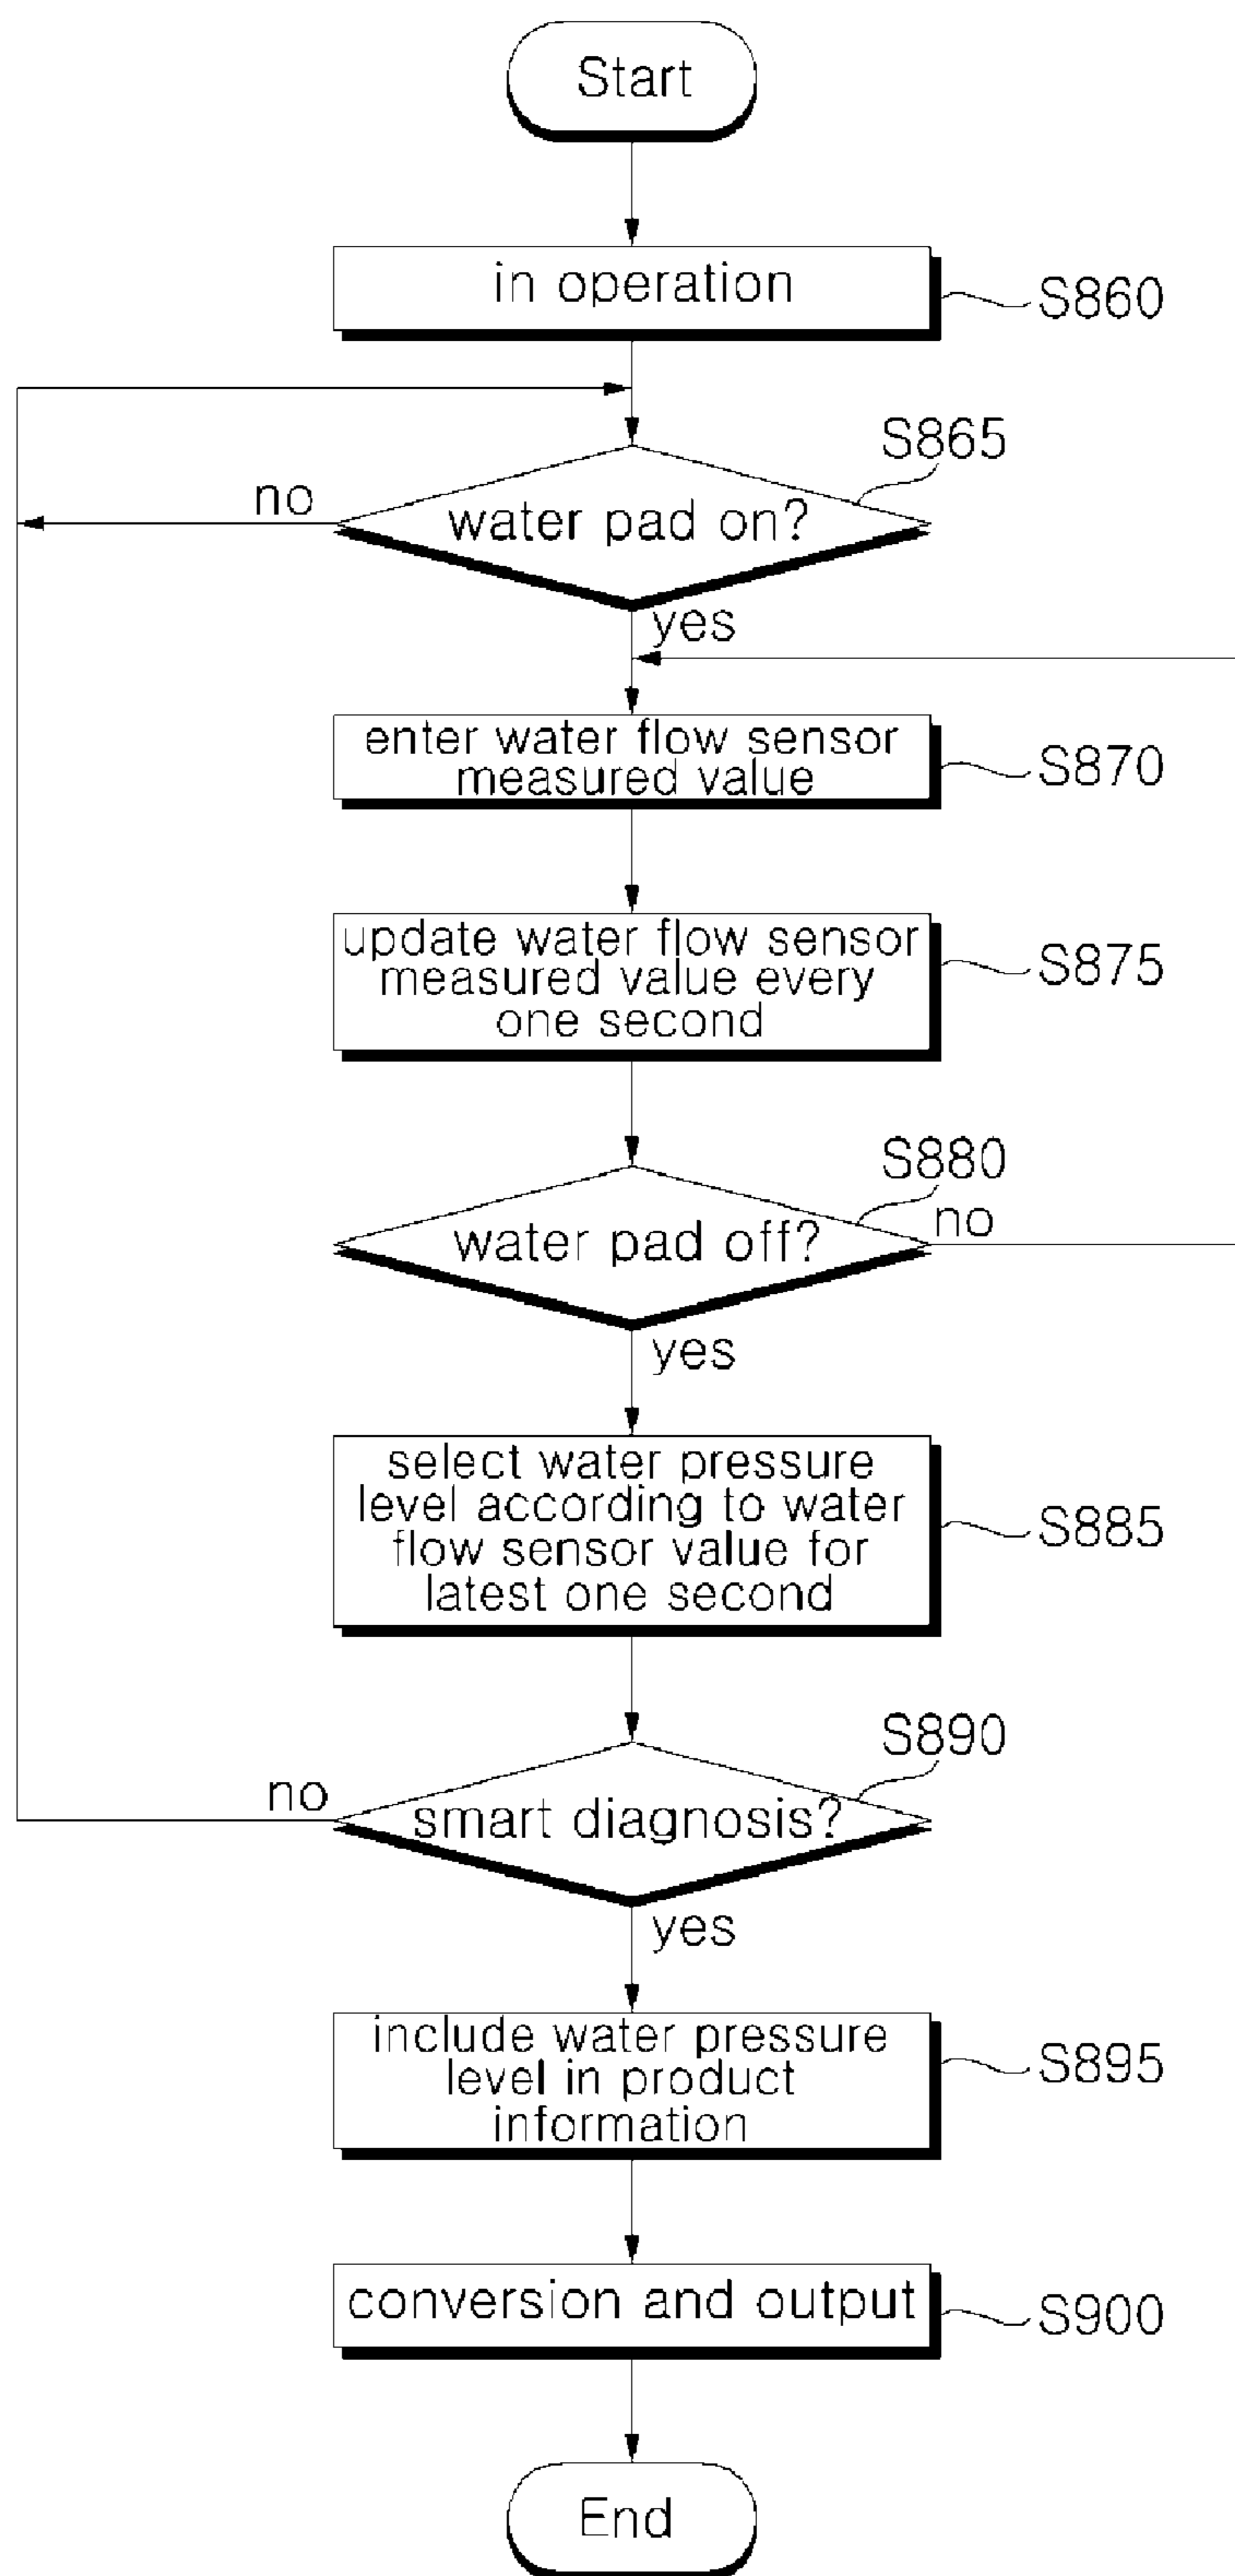 Start
in operation
S860
S865
no
water pad on?
yes
enter water flow sensor
measured value
S870
update water flow sensor
measured value every
one second
S875
S880
no
water pad off?
yes
select water pressure
level according to water
flow sensor value for
latest one second
S885
S890
no
smart diagnosis?
yes
include water pressure
level in product
information
S895
conversion and output
S900
End